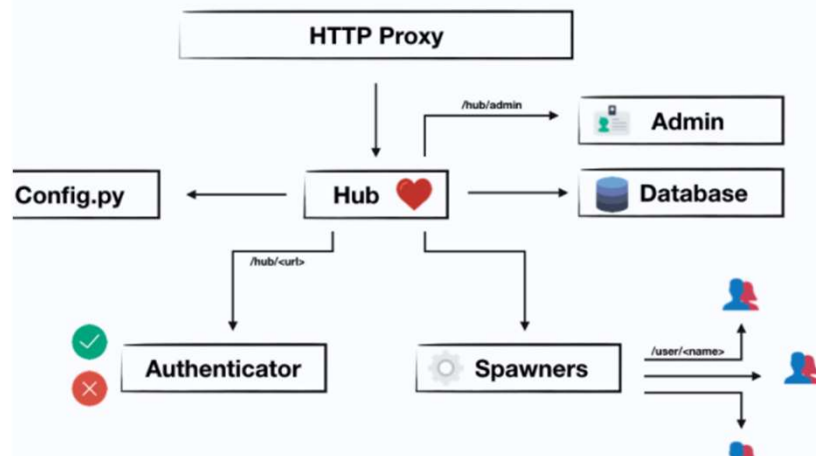 HTTP Proxy
/hub/admin
Admin
Config.py
Hub
Database
/hub/<url>
Authenticator
Spawners
/user/<name>